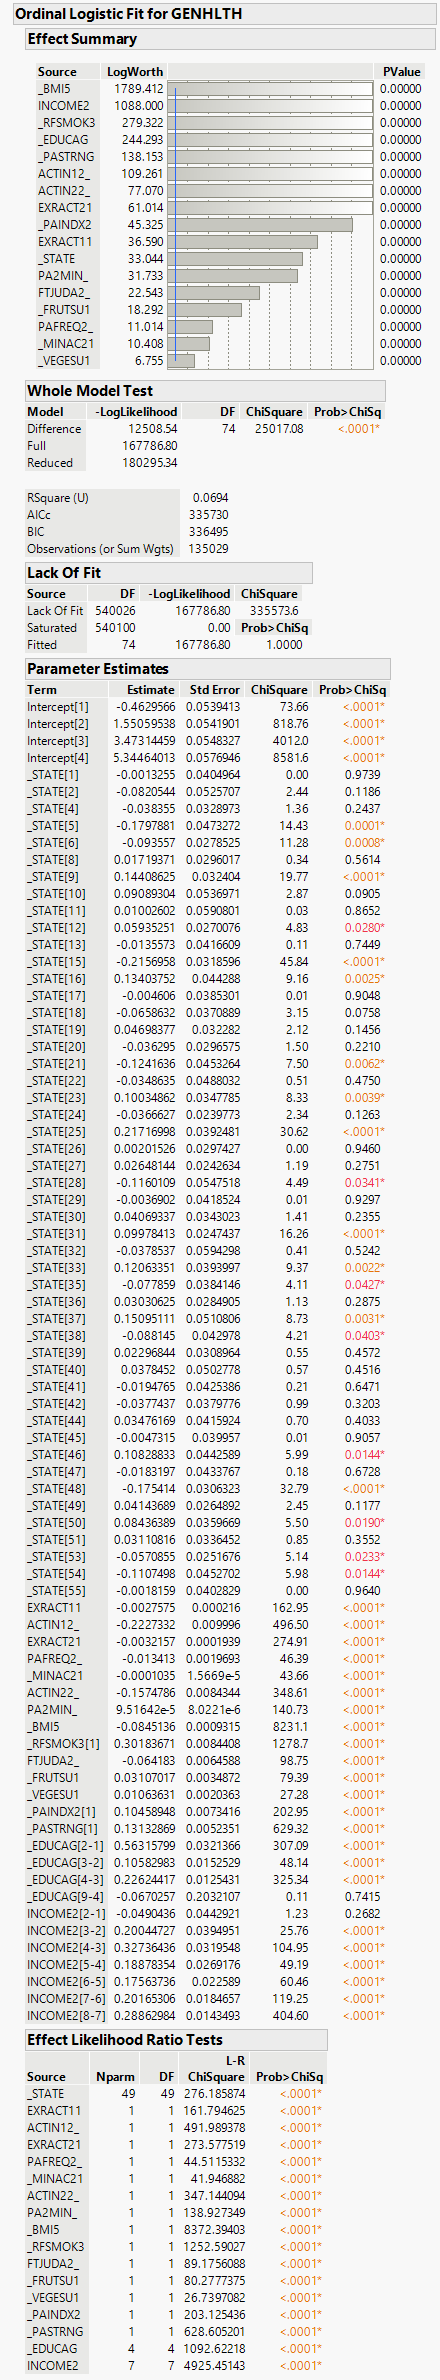 Ordinal Logistic Fit for GENHLTH
Effect Summary
Source LogWorth PValue
_BMI5 1789.412 0.00000
INCOME2 1088.000 0.00000
_RFSMOK3 279.322 0.00000
_EDUCAG 244.293 0.00000
_PASTRNG 138.153 0.00000
ACTIN12_ 109.261 0.00000
ACTIN22_ 77.070 0.00000
EXRACT21 61.014 0.00000
_PAINDX2 45.325 0.00000
EXRACT11 36.590 0.00000
_STATE 33.044 0.00000
PA2MIN_ 31.733 0.00000
FTJUDA2_ 22.543 0.00000
_FRUTSU1 18.292 0.00000
PAFREQ2_ 11.014 0.00000
_MINAC21 10.408 0.00000
_VEGESU1 6.755 0.00000
Whole Model Test
Model -LogLikelihood DF ChiSquare Prob>ChiSq
Difference 12508.54 74 25017.08 <.0001*
Full 167786.80
Reduced 180295.34
RSquare (U) 0.0694
AICc 335730
BIC 336495
Observations (or Sum Wgts) 135029
Lack Of Fit
Source DF -LogLikelihood ChiSquare
Lack Of Fit 540026 167786.80 335573.6
Saturated 540100 0.00 Prob>ChiSq
Fitted 74 167786.80 1.0000
Parameter Estimates
Term Estimate Std Error ChiSquare Prob>ChiSq
Intercept[1] -0.4629566 0.0539413 73.66 <.0001*
Intercept[2] 1.55059538 0.0541901 818.76 <.0001*
Intercept[3] 3.47314459 0.0548327 4012.0 <.0001*
Intercept[4] 5.34464013 0.0576946 8581.6 <.0001*
_STATE[1] -0.0013255 0.0404964 0.00 0.9739
_STATE[2] -0.0820544 0.0525707 2.44 0.1186
_STATE[4] -0.038355 0.0328973 1.36 0.2437
_STATE[5] -0.1797881 0.0473272 14.43 0.0001*
_STATE[6] -0.093557 0.0278525 11.28 0.0008*
_STATE[8] 0.01719371 0.0296017 0.34 0.5614
_STATE[9] 0.14408625 0.032404 19.77 <.0001*
_STATE[10] 0.09089304 0.0536971 2.87 0.0905
_STATE[11] 0.01002602 0.0590801 0.03 0.8652
_STATE[12] 0.05935251 0.0270076 4.83 0.0280*
_STATE[13] -0.0135573 0.0416609 0.11 0.7449
_STATE[15] -0.2156958 0.0318596 45.84 <.0001*
_STATE[16] 0.13403752 0.044288 9.16 0.0025*
_STATE[17] -0.004606 0.0385301 0.01 0.9048
_STATE[18] -0.0658632 0.0370889 3.15 0.0758
_STATE[19] 0.04698377 0.032282 2.12 0.1456
_STATE[20] -0.036295 0.0296575 1.50 0.2210
_STATE[21] -0.1241636 0.0453264 7.50 0.0062*
_STATE[22] -0.0348635 0.0488032 0.51 0.4750
_STATE[23] 0.10034862 0.0347785 8.33 0.0039*
_STATE[24] -0.0366627 0.0239773 2.34 0.1263
_STATE[25] 0.21716998 0.0392481 30.62 <.0001*
_STATE[26] 0.00201526 0.0297427 0.00 0.9460
_STATE[27] 0.02648144 0.0242634 1.19 0.2751
_STATE[28] -0.1160109 0.0547518 4.49 0.0341*
_STATE[29] -0.0036902 0.0418524 0.01 0.9297
_STATE[30] 0.04069337 0.0343023 1.41 0.2355
_STATE[31] 0.09978413 0.0247437 16.26 <.0001*
_STATE[32] -0.0378537 0.0594298 0.41 0.5242
_STATE[33] 0.12063351 0.0393997 9.37 0.0022*
_STATE[35] -0.077859 0.0384146 4.11 0.0427*
_STATE[36] 0.03030625 0.0284905 1.13 0.2875
_STATE[37] 0.15095111 0.0510806 8.73 0.0031*
_STATE[38] -0.088145 0.042978 4.21 0.0403*
_STATE[39] 0.02296844 0.0308964 0.55 0.4572
_STATE[40] 0.0378452 0.0502778 0.57 0.4516
_STATE[41] -0.0194765 0.0425386 0.21 0.6471
_STATE[42] -0.0377437 0.0379776 0.99 0.3203
_STATE[44] 0.03476169 0.0415924 0.70 0.4033
_STATE[45] -0.0047315 0.039957 0.01 0.9057
_STATE[46] 0.10828833 0.0442589 5.99 0.0144*
_STATE[47] -0.0183197 0.0433767 0.18 0.6728
_STATE[48] -0.175414 0.0306323 32.79 <.0001*
_STATE[49] 0.04143689 0.0264892 2.45 0.1177
_STATE[50] 0.08436389 0.0359669 5.50 0.0190*
_STATE[51] 0.03110816 0.0336452 0.85 0.3552
_STATE[53] -0.0570855 0.0251676 5.14 0.0233*
_STATE[54] -0.1107498 0.0452702 5.98 0.0144*
_STATE[55] -0.0018159 0.0402829 0.00 0.9640
EXRACT11 -0.0027575 0.000216 162.95 <.0001*
ACTIN12_ -0.2227332 0.009996 496.50 <.0001*
EXRACT21 -0.0032157 0.0001939 274.91 <.0001*
PAFREQ2_ -0.013413 0.0019693 46.39 <.0001*
_MINAC21 -0.0001035 1.5669e-5 43.66 <.0001*
ACTIN22_ -0.1574786 0.0084344 348.61 <.0001*
PA2MIN_ 9.51642e-5 8.0221e-6 140.73 <.0001*
_BMI5 -0.0845136 0.0009315 8231.1 <.0001*
_RFSMOK3[1] 0.30183671 0.0084408 1278.7 <.0001*
FTJUDA2_ -0.064183 0.0064588 98.75 <.0001*
_FRUTSU1 0.03107017 0.0034872 79.39 <.0001*
_VEGESU1 0.01063631 0.0020363 27.28 <.0001*
_PAINDX2[1] 0.10458948 0.0073416 202.95 <.0001*
_PASTRNG[1] 0.13132869 0.0052351 629.32 <.0001*
_EDUCAG[2-1] 0.56315799 0.0321366 307.09 <.0001*
_EDUCAG[3-2] 0.10582983 0.0152529 48.14 <.0001*
_EDUCAG[4-3] 0.22624417 0.0125431 325.34 <.0001*
_EDUCAG[9-4] -0.0670257 0.2032107 0.11 0.7415
INCOME2[2-1] -0.0490436 0.0442921 1.23 0.2682
INCOME2[3-2] 0.20044727 0.0394951 25.76 <.0001*
INCOME2[4-3] 0.32736436 0.0319548 104.95 <.0001*
INCOME2[5-4] 0.18878354 0.0269176 49.19 <.0001*
INCOME2[6-5] 0.17563736 0.022589 60.46 <.0001*
INCOME2[7-6] 0.20165306 0.0184657 119.25 <.0001*
INCOME2[8-7] 0.28862984 0.0143493 404.60 <.0001*
Effect Likelihood Ratio Tests
L-R
Source Nparm DF ChiSquare Prob>ChiSq
_STATE 49 49 276.185874 <.0001*
EXRACT11 1 1 161.794625 <.0001*
ACTIN12_ 1 1 491.989378 <.0001*
EXRACT21 1 1 273.577519 <.0001*
PAFREQ2_ 1 1 44.5115332 <.0001*
_MINAC21 1 1 41.946882 <.0001*
ACTIN22_ 1 1 347.144094 <.0001*
PA2MIN_ 1 1 138.927349 <.0001*
_BMI5 1 1 8372.39403 <.0001*
_RFSMOK3 1 1 1252.59027 <.0001*
FTJUDA2_ 1 1 89.1756088 <.0001*
_FRUTSU1 1 1 80.2777375 <.0001*
_VEGESU1 1 1 26.7397082 <.0001*
_PAINDX2 1 1 203.125436 <.0001*
_PASTRNG 1 1 628.605201 <.0001*
_EDUCAG 4 4 1092.62218 <.0001*
INCOME2 7 7 4925.45143 <.0001*